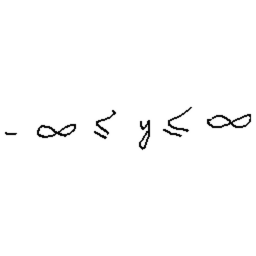 - ∞ ≤ y ≤ ∞